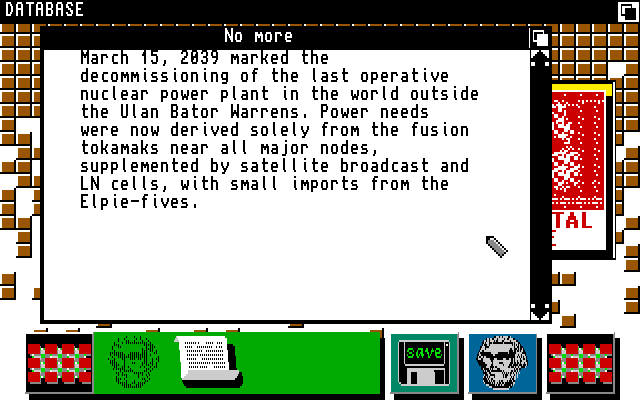 DATABASE
No more
March 15, 2039 marked the
decommissioning of the last operative
nuclear power plant in the world outside
the Ulan Bator Warrens. Power needs
were now derived solely from the fusion
tokamaks near all major nodes,
supplemented by satellite broadcast and
LN cells, with small imports from the
Elpie-fives.
TAL
save